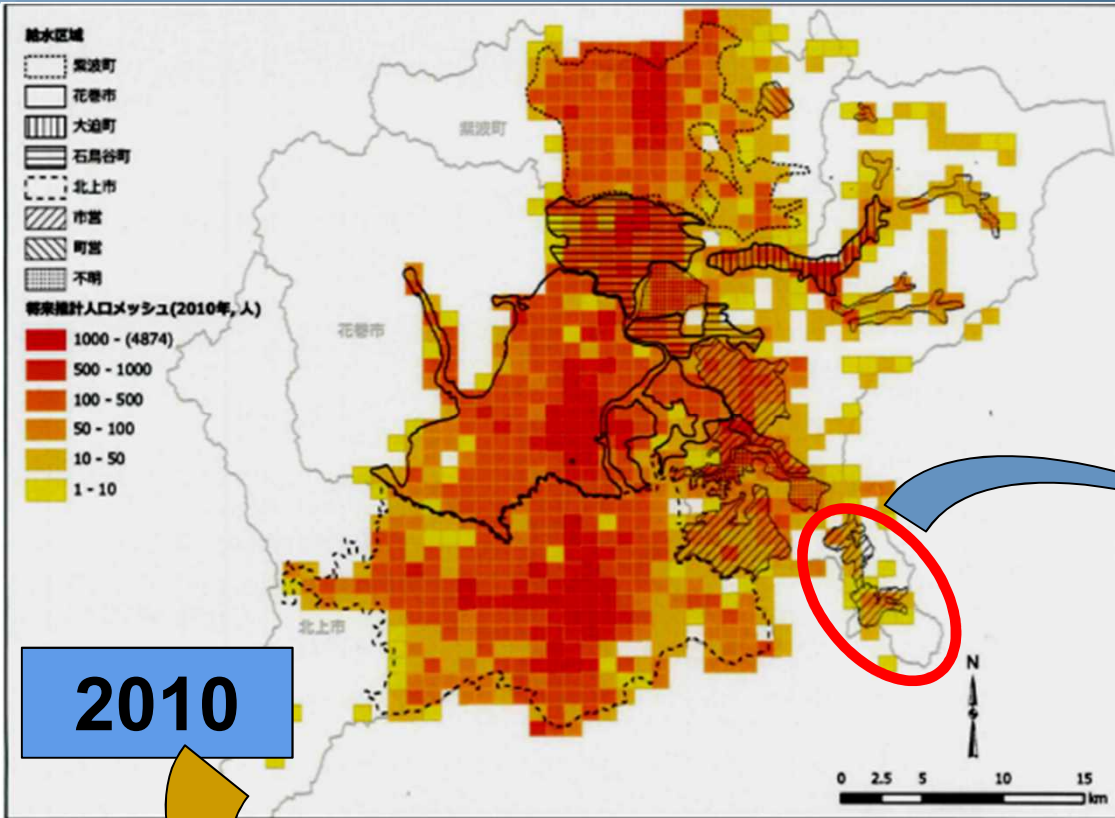 給水区域
紫波町
花巻市
大迫町
石鳥谷町
北上市
市営
町営
不明
将来推計人口メッシュ(2010年, 人)
1000 - (4874)
500 - 1000
100 - 500
50 - 100
10 - 50
1 - 10
紫波町
花巻市
北上市
2010
N
0 2.5 5 10 15
km